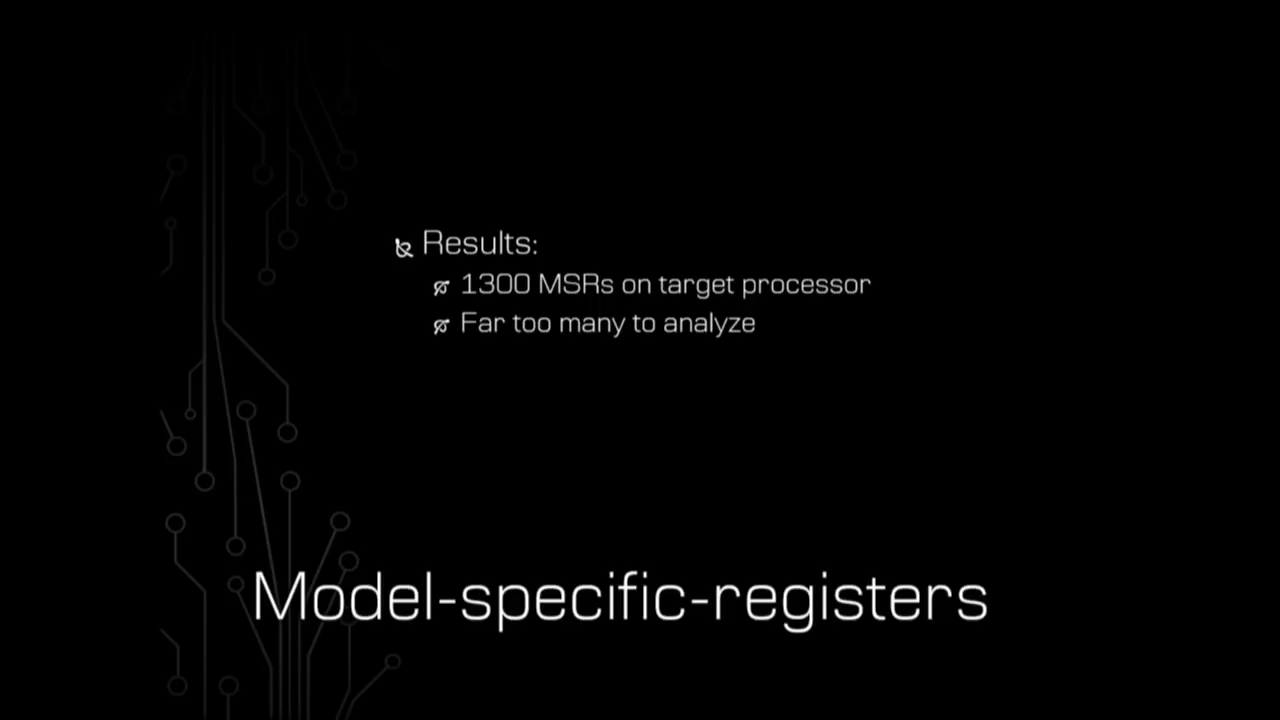 Results:
1300 MSRs on target processor
Far too many to analyze
Model-specific-registers